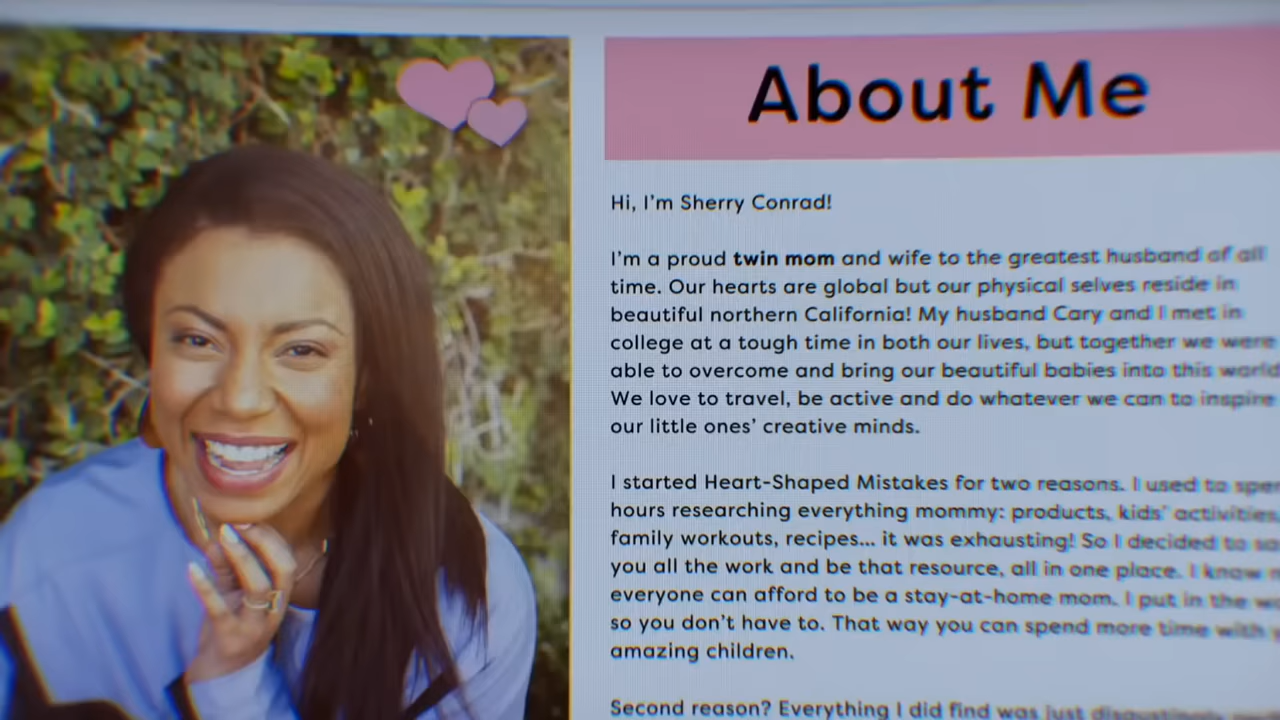 About Me
Hi, I'm Sherry Conrad!
I'm a proud twin mom and wife to the greatest husband of all
time. Our hearts are global but our physical selves reside in
beautiful northern California! My husband Cary and I met in
college at a tough time in both our lives, but together we were
able to overcome and bring our beautiful babies into this world
We love to travel, be active and do whatever we can to inspire
our little ones' creative minds.
I started Heart-Shaped Mistakes for two reasons. I used to
hours researching everything mommy: products, kids' activities,
family workouts, recipes... it was exhausting! So I decided to
you all the work and be that resource, all in one place. I know
everyone can afford to be a stay-at-home mom. I put in the
so you don't have to. That way you can spend more time with
amazing children.
Second reason? Everything I did find was just